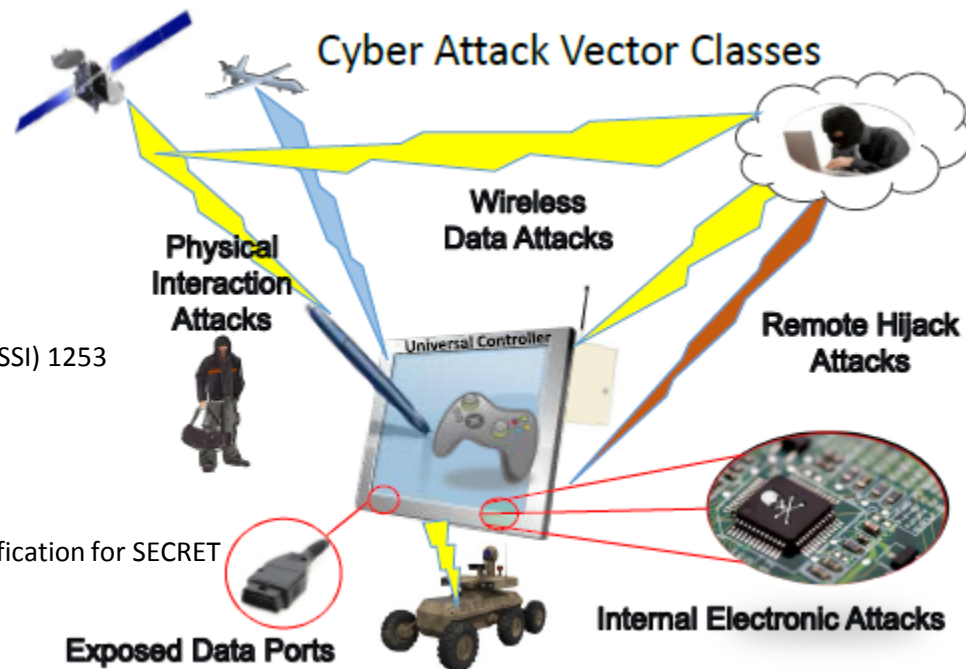 Cyber Attack Vector Classes
Wireless
Data Attacks
Physical
Interaction
Attacks
Universal Controller
Remote Hijack
Attacks
SSI) 1253
fication for SECRET
Internal Electronic Attacks
Exposed Data Ports